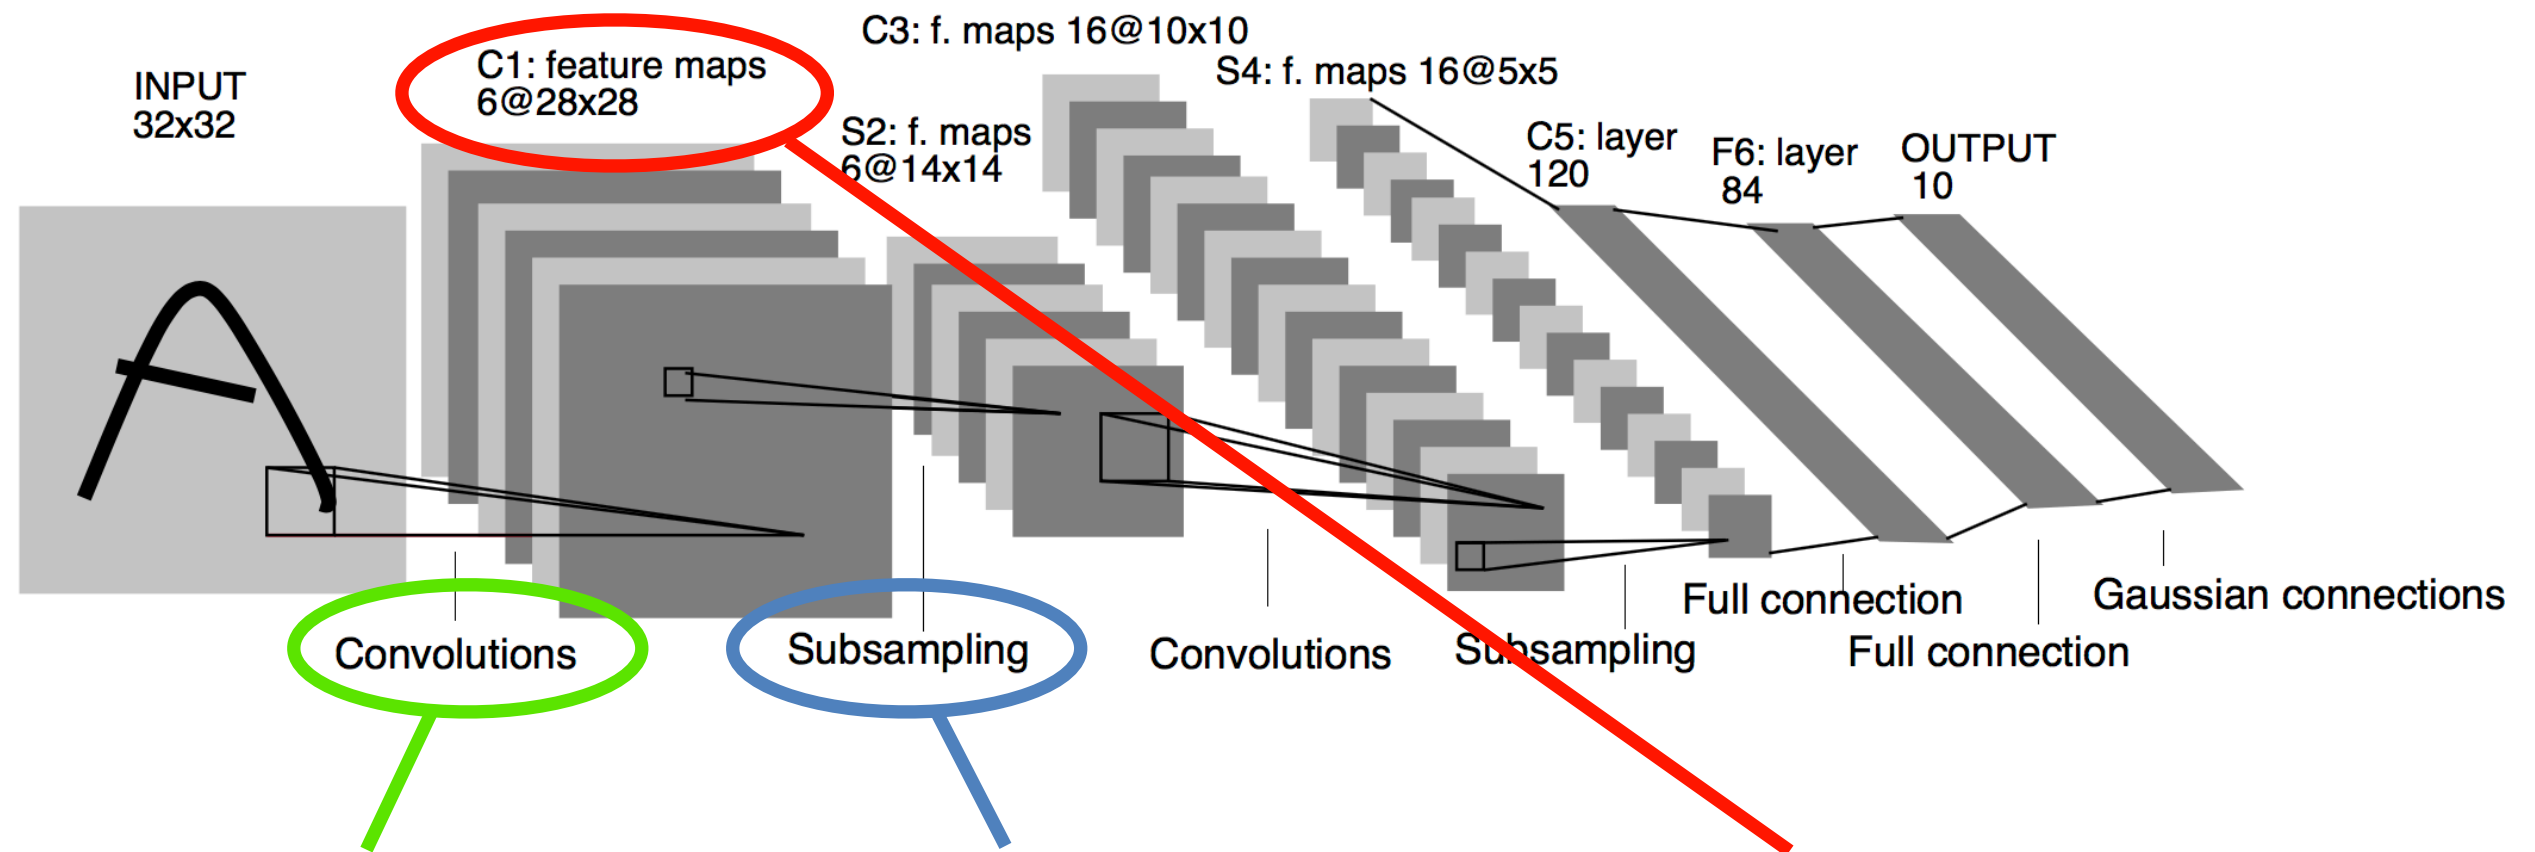 INPUT
32x32
C1: feature maps
6@28x28
S2: f. maps
6@14x14
C3: f. maps 16@10x10
S4: f. maps 16@5x5
C5: layer
120
F6: layer
84
OUTPUT
10
Convolutions
Subsampling
Convolutions
Subsampling
Full connection
Full connection
Gaussian connections